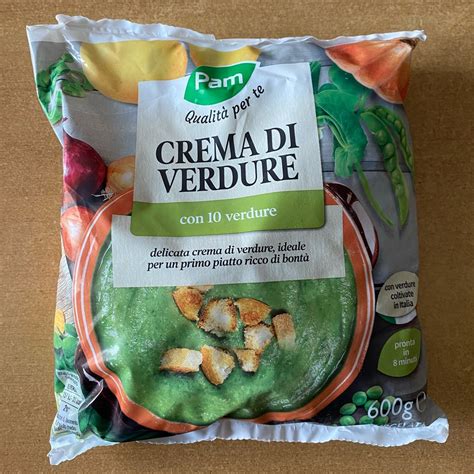 Pam
Qualità per te
CREMA DI
VERDURE
con 10 verdure
delicata crema di verdure, ideale
per un primo piatto ricco di bontà
con verdure
coltivate
in Italia
pronta
in
8 minuti
600g e